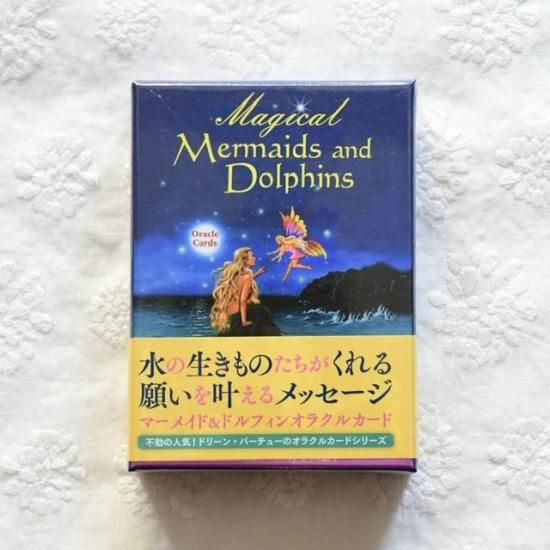 Magical
Mermaids and
Dolphins
Oracle
Cards
水の生きものたちがくれる
願いを叶えるメッセージ
マーメイド&ドルフィンオラクルカード
不動の人気!ドリーン・バーチューのオラクルカードシリーズ